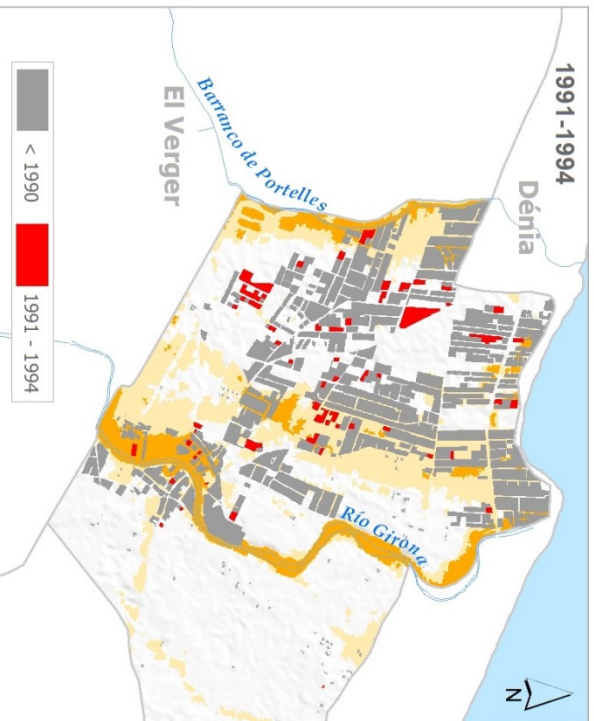 1991-1994
Dénia
Barranco de Portelles
El Verger
Río Girona
N
< 1990
1991 - 1994